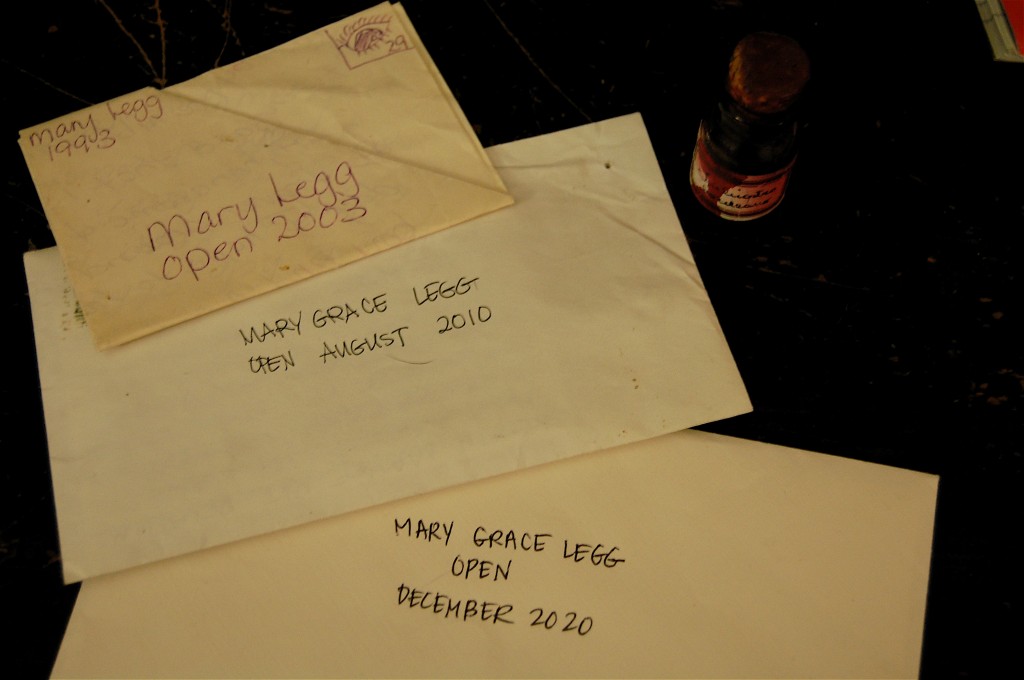 Mary Legg
1993
29
Mary Legg
open 2003
MARY GRACE LEGG
OPEN AUGUST 2010
MARY GRACE LEGG
OPEN
DECEMBER 2020